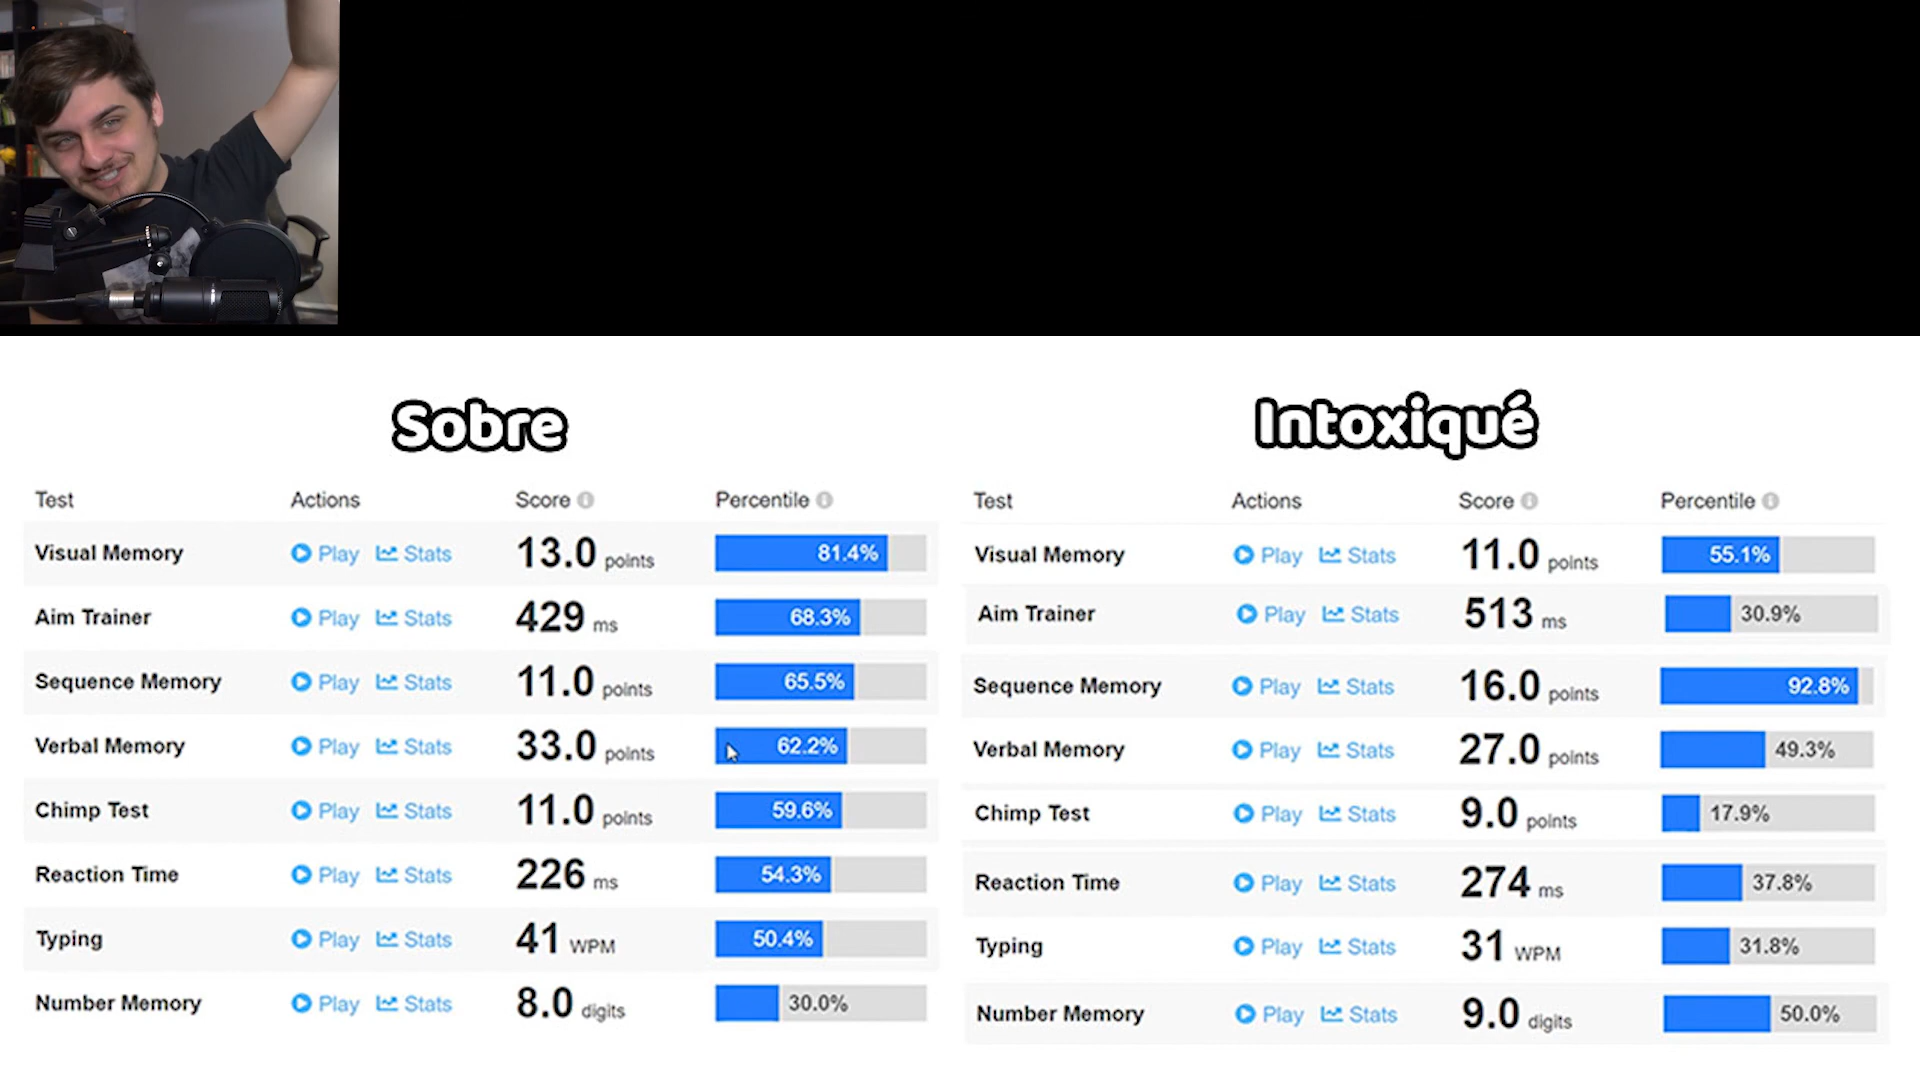 Sobre
Test Actions Score Percentile
Visual Memory Play Stats 13.0 points 81.4%
Aim Trainer Play Stats 429 ms 68.3%
Sequence Memory Play Stats 11.0 points 65.5%
Verbal Memory Play Stats 33.0 points 62.2%
Chimp Test Play Stats 11.0 points 59.6%
Reaction Time Play Stats 226 ms 54.3%
Typing Play Stats 41 WPM 50.4%
Number Memory Play Stats 8.0 digits 30.0%
Intoxiqué
Test Actions Score Percentile
Visual Memory Play Stats 11.0 points 55.1%
Aim Trainer Play Stats 513 ms 30.9%
Sequence Memory Play Stats 16.0 points 92.8%
Verbal Memory Play Stats 27.0 points 49.3%
Chimp Test Play Stats 9.0 points 17.9%
Reaction Time Play Stats 274 ms 37.8%
Typing Play Stats 31 WPM 31.8%
Number Memory Play Stats 9.0 digits 50.0%